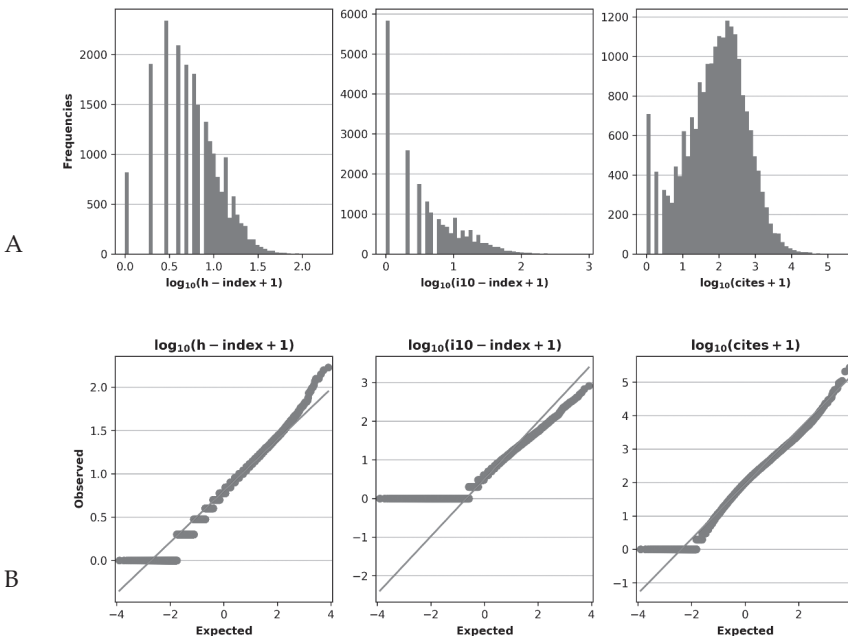 A
Frequencies
2000
1500
1000
500
0
0.0 0.5 1.0 1.5 2.0
log10(h − index + 1)
6000
5000
4000
3000
2000
1000
0
0 1 2 3
log10(i10 − index + 1)
1200
1000
800
600
400
200
0
0 1 2 3 4 5
log10(cites + 1)
B
log10(h − index + 1)
Observed
2.0
1.5
1.0
0.5
0.0
−4 −2 0 2 4
Expected
log10(i10 − index + 1)
3
2
1
0
−1
−2
−4 −2 0 2 4
Expected
log10(cites + 1)
5
4
3
2
1
0
−1
−4 −2 0 2
Expected